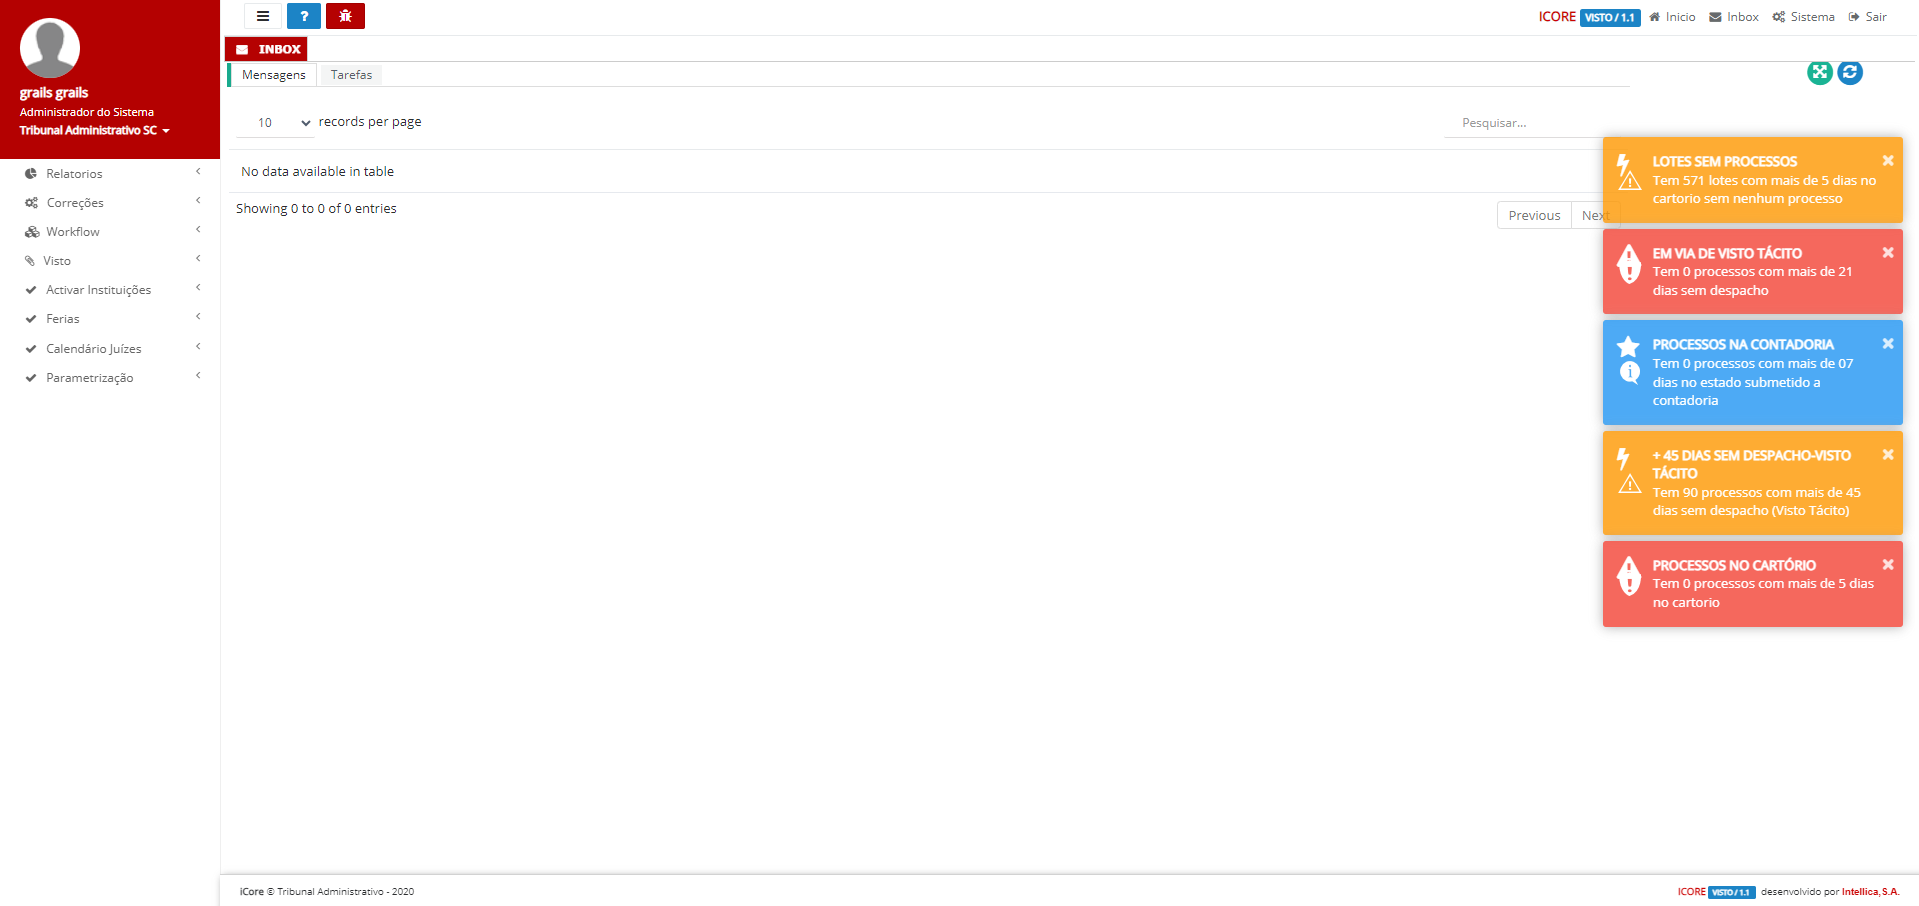 ?
ICORE VISTO / 1.1 Inicio Inbox Sistema Sair
grails grails
Administrador do Sistema
Tribunal Administrativo SC
Relatorios
Correções
Workflow
Visto
Activar Instituições
Ferias
Calendário Juízes
Parametrização
INBOX
Mensagens Tarefas
10 records per page
Pesquisar...
No data available in table
Showing 0 to 0 of 0 entries
Previous Next
LOTES SEM PROCESSOS
Tem 571 lotes com mais de 5 dias no
cartorio sem nenhum processo
EM VIA DE VISTO TÁCITO
Tem 0 processos com mais de 21
dias sem despacho
PROCESSOS NA CONTADORIA
Tem 0 processos com mais de 07
dias no estado submetido a
contadoria
+ 45 DIAS SEM DESPACHO-VISTO
TÁCITO
Tem 90 processos com mais de 45
dias sem despacho (Visto Tácito)
PROCESSOS NO CARTÓRIO
Tem 0 processos com mais de 5 dias
no cartorio
iCore © Tribunal Administrativo - 2020
ICORE VISTO / 1.1 desenvolvido por Intellica, S.A.